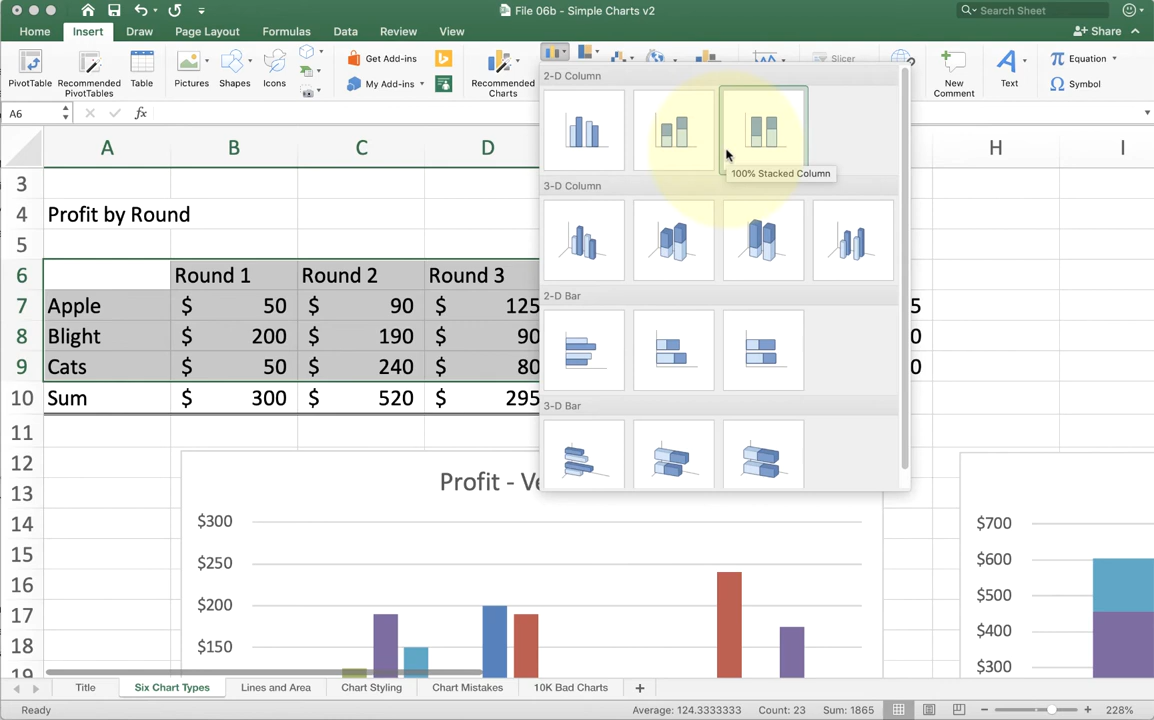 File 06b - Simple Charts v2
Search Sheet
Home Insert Draw Page Layout Formulas Data Review View
Share
PivotTable
Recommended PivotTables
Table
Pictures
Shapes
Icons
Get Add-ins
My Add-ins
Recommended Charts
Slicer
New Comment
Text
Equation
Symbol
A6
fx
A B C D H I
3
4 Profit by Round
5
6 Round 1 Round 2 Round 3
7 Apple $ 50 $ 90 $ 125 5
8 Blight $ 200 $ 190 $ 90 0
9 Cats $ 50 $ 240 $ 80 0
10 Sum $ 300 $ 520 $ 295
11
12
13
14
15
16
17
18
19
2-D Column
100% Stacked Column
3-D Column
2-D Bar
3-D Bar
Profit - Ve
$300
$250
$200
$150
$700
$600
$500
$400
$300
Title Six Chart Types Lines and Area Chart Styling Chart Mistakes 10K Bad Charts +
Ready
Average: 124.3333333 Count: 23 Sum: 1865
228%